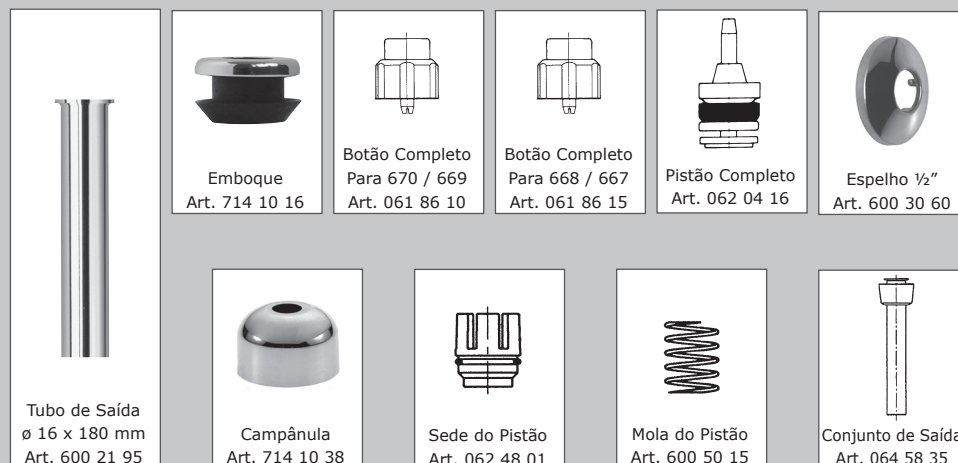 Emboque
Art. 714 10 16
Botão Completo
Para 670 / 669
Art. 061 86 10
Botão Completo
Para 668 / 667
Art. 061 86 15
Pistão Completo
Art. 062 04 16
Espelho ½”
Art. 600 30 60
Tubo de Saída
ø 16 x 180 mm
Art. 600 21 95
Campânula
Art. 714 10 38
Sede do Pistão
Art. 062 48 01
Mola do Pistão
Art. 600 50 15
Conjunto de Saída
Art. 064 58 35